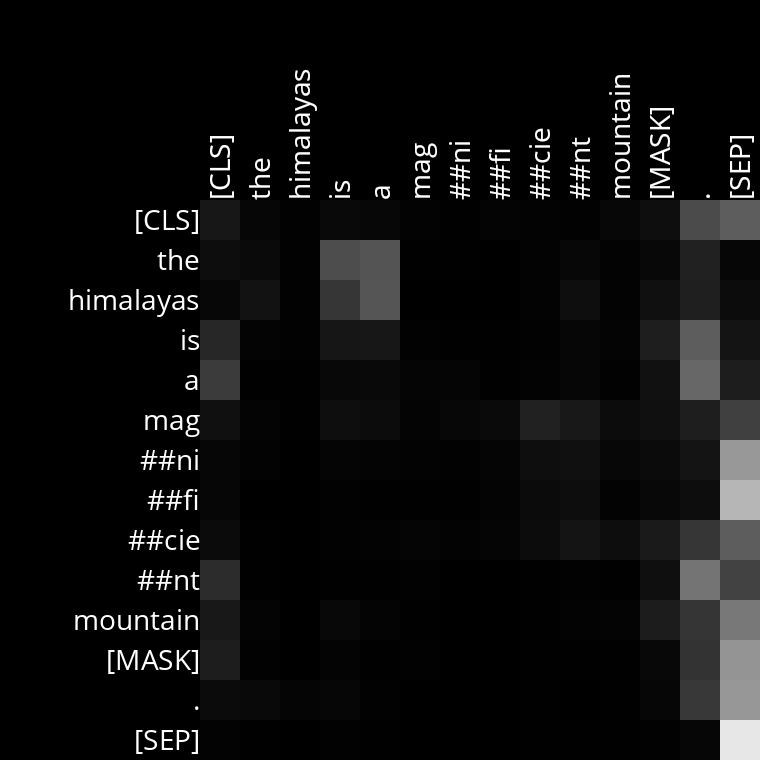 [CLS] the himalayas is a mag ##ni ##fi ##cie ##nt mountain [MASK] . [SEP]
[CLS]
the
himalayas
is
a
mag
##ni
##fi
##cie
##nt
mountain
[MASK]
.
[SEP]